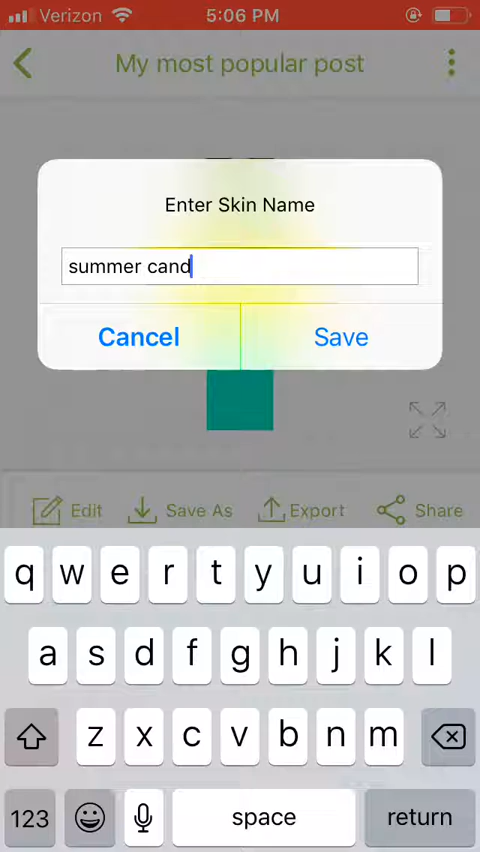 Verizon 5:06 PM
My most popular post
Enter Skin Name
summer cand
Cancel Save
Edit Save As Export Share
q w e r t y u i o p
a s d f g h j k l
z x c v b n m
123 space return